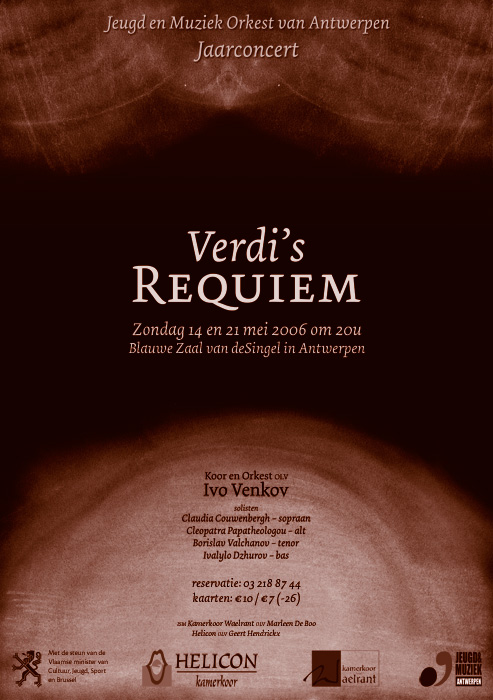 Jeugd en Muziek Orkest van Antwerpen
Jaarconcert
Verdi's
REQUIEM
Zondag 14 en 21 mei 2006 om 20u
Blauwe Zaal van deSingel in Antwerpen
Koor en Orkest OLV
Ivo Venkov
solisten
Claudia Couwenbergh – sopraan
Cleopatra Papatheologou – alt
Borislav Valchanov – tenor
Ivalylo Dzhurov – bas
reservatie: 03 218 87 44
kaarten: €10 / €7 (-26)
ism Kamerkoor Waelrant OLV Marleen De Boo
Helicon OLV Geert Hendrickx
Met de steun van de
Vlaamse minister van
Cultuur, Jeugd, Sport
en Brussel
HELICON
kamerkoor
kamerkoor
waelrant
JEUGD&
MUZIEK
ANTWERPEN